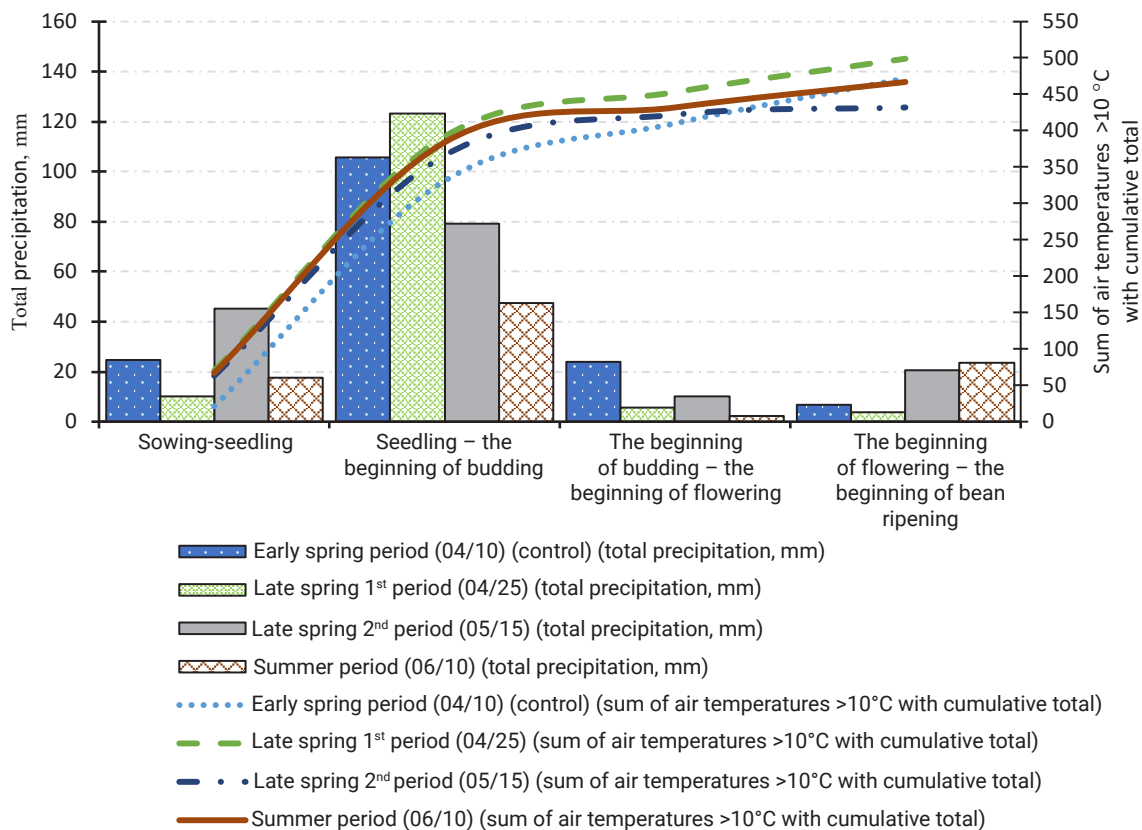 160
140
120
100
80
60
40
20
0
Total precipitation, mm
550
500
450
400
350
300
250
200
150
100
50
0
Sum of air temperatures >10 °C
with cumulative total
Sowing-seedling
Seedling – the
beginning of budding
The beginning
of budding – the
beginning of flowering
The beginning
of flowering – the
beginning of bean
ripening
Early spring period (04/10) (control) (total precipitation, mm)
Late spring 1st period (04/25) (total precipitation, mm)
Late spring 2nd period (05/15) (total precipitation, mm)
Summer period (06/10) (total precipitation, mm)
Early spring period (04/10) (control) (sum of air temperatures >10°C with cumulative total)
Late spring 1st period (04/25) (sum of air temperatures >10°C with cumulative total)
Late spring 2nd period (05/15) (sum of air temperatures >10°C with cumulative total)
Summer period (06/10) (sum of air temperatures >10°C with cumulative total)